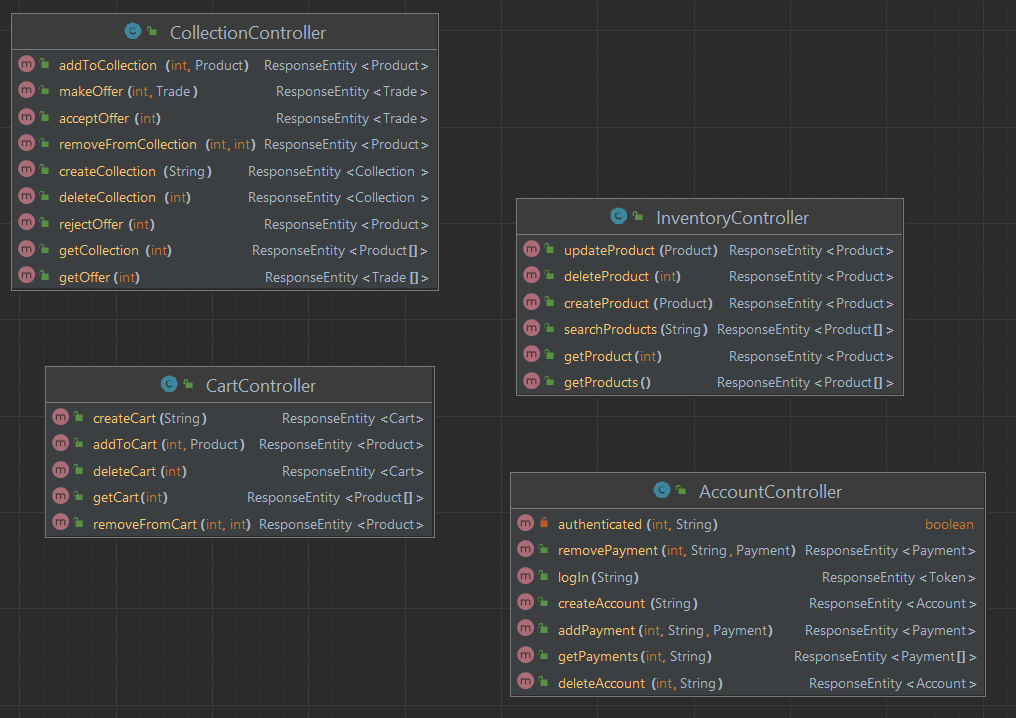 CollectionController
addToCollection (int, Product) ResponseEntity <Product>
makeOffer (int, Trade) ResponseEntity <Trade>
acceptOffer (int) ResponseEntity <Trade>
removeFromCollection (int, int) ResponseEntity <Product>
createCollection (String) ResponseEntity <Collection>
deleteCollection (int) ResponseEntity <Collection>
rejectOffer (int) ResponseEntity <Product>
getCollection (int) ResponseEntity <Product[]>
getOffer (int) ResponseEntity <Trade[]>
InventoryController
updateProduct (Product) ResponseEntity <Product>
deleteProduct (int) ResponseEntity <Product>
createProduct (Product) ResponseEntity <Product>
searchProducts (String) ResponseEntity <Product[]>
getProduct (int) ResponseEntity <Product>
getProducts () ResponseEntity <Product[]>
CartController
createCart (String) ResponseEntity <Cart>
addToCart (int, Product) ResponseEntity <Product>
deleteCart (int) ResponseEntity <Cart>
getCart (int) ResponseEntity <Product[]>
removeFromCart (int, int) ResponseEntity <Product>
AccountController
authenticated (int, String) boolean
removePayment (int, String, Payment) ResponseEntity <Payment>
logIn (String) ResponseEntity <Token>
createAccount (String) ResponseEntity <Account>
addPayment (int, String, Payment) ResponseEntity <Payment>
getPayments (int, String) ResponseEntity <Payment[]>
deleteAccount (int, String) ResponseEntity <Account>